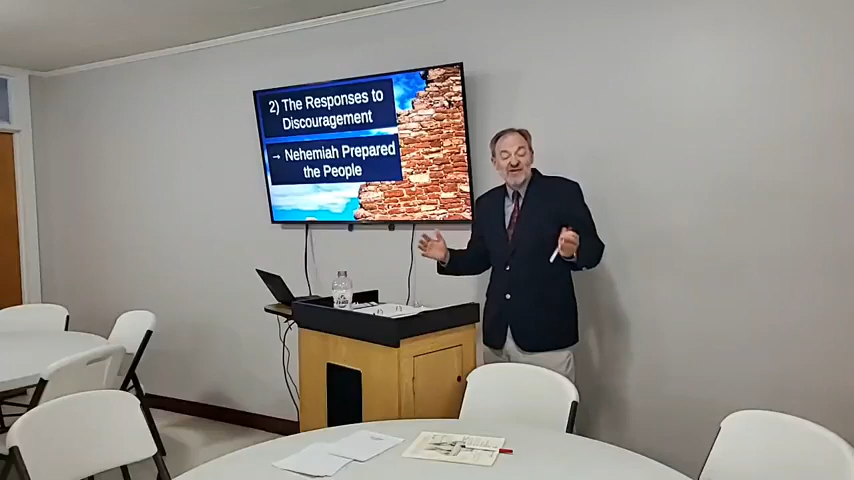 2) The Responses to
Discouragement
→ Nehemiah Prepared
the People